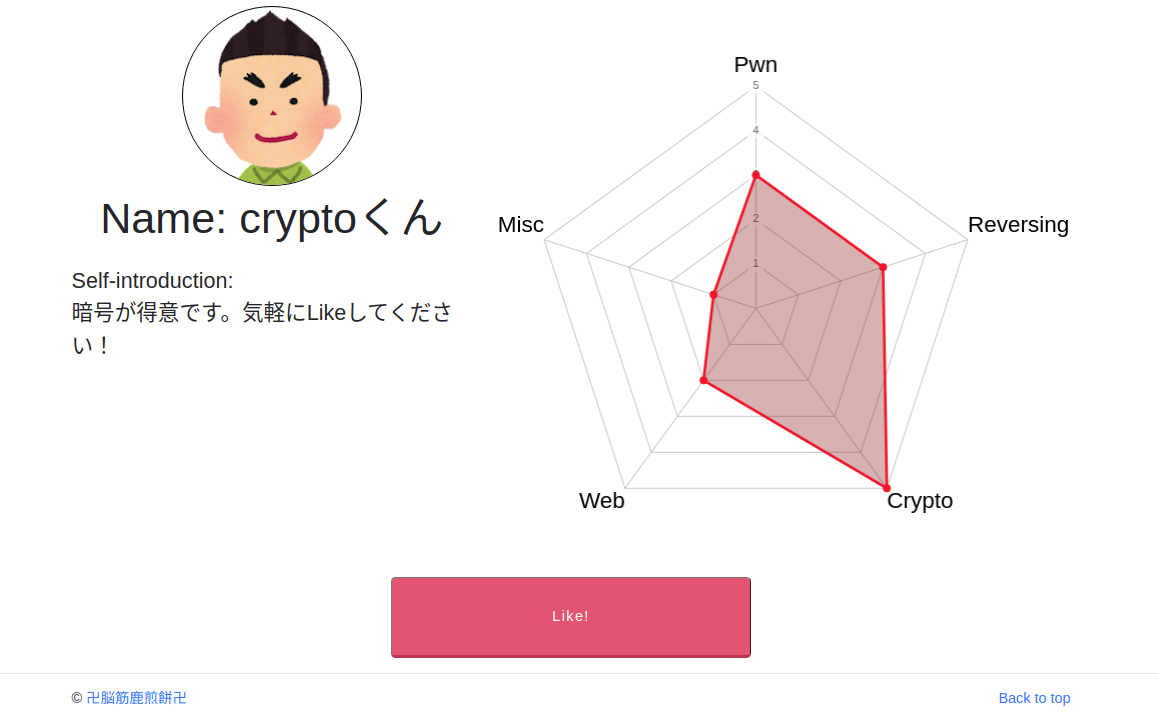 Name: cryptoくん
Self-introduction:
暗号が得意です。気軽にLikeしてくださ
い！
Pwn
5
4
2
1
Misc
Reversing
Web
Crypto
Like!
© 卍脳筋鹿煎餅卍
Back to top